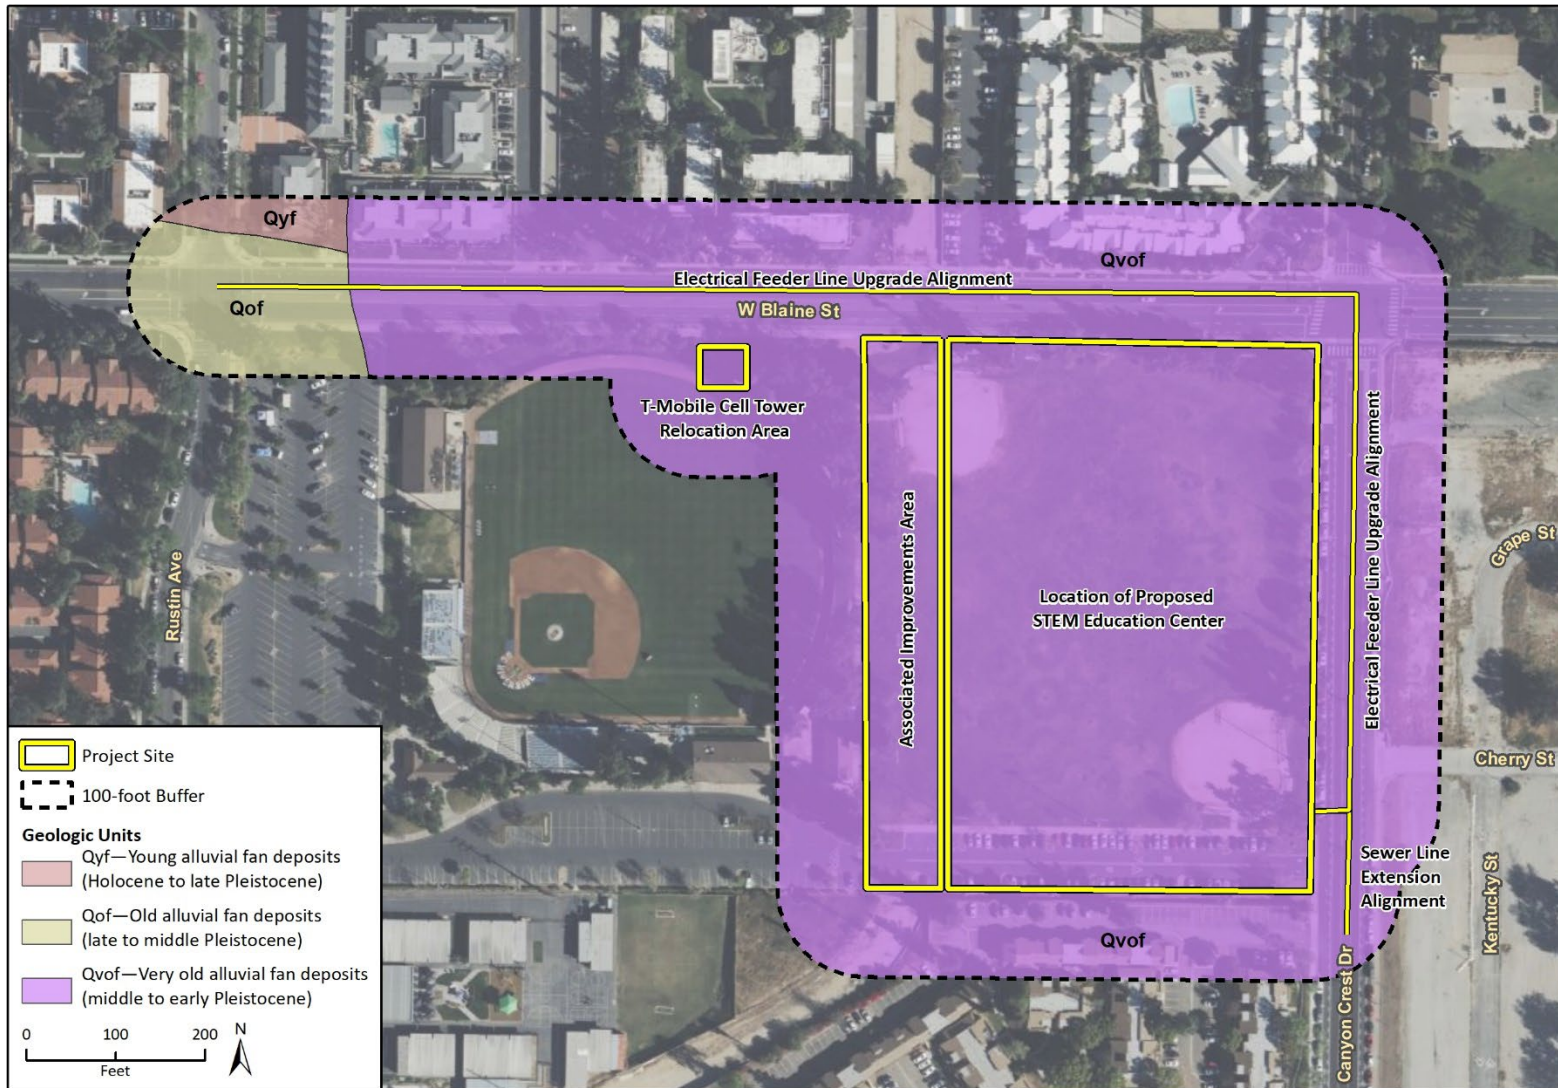 Qyf
Qvof
Electrical Feeder Line Upgrade Alignment
Qof
W Blaine St
T-Mobile Cell Tower
Relocation Area
Electrical Feeder Line Upgrade Alignment
Associated Improvements Area
Location of Proposed
STEM Education Center
Rustin Ave
Grape St
Cherry St
Sewer Line
Extension
Alignment
Kentucky St
Qvof
Canyon Crest Dr
Project Site
100-foot Buffer
Geologic Units
Qyf—Young alluvial fan deposits
(Holocene to late Pleistocene)
Qof—Old alluvial fan deposits
(late to middle Pleistocene)
Qvof—Very old alluvial fan deposits
(middle to early Pleistocene)
0 100 200
Feet
N